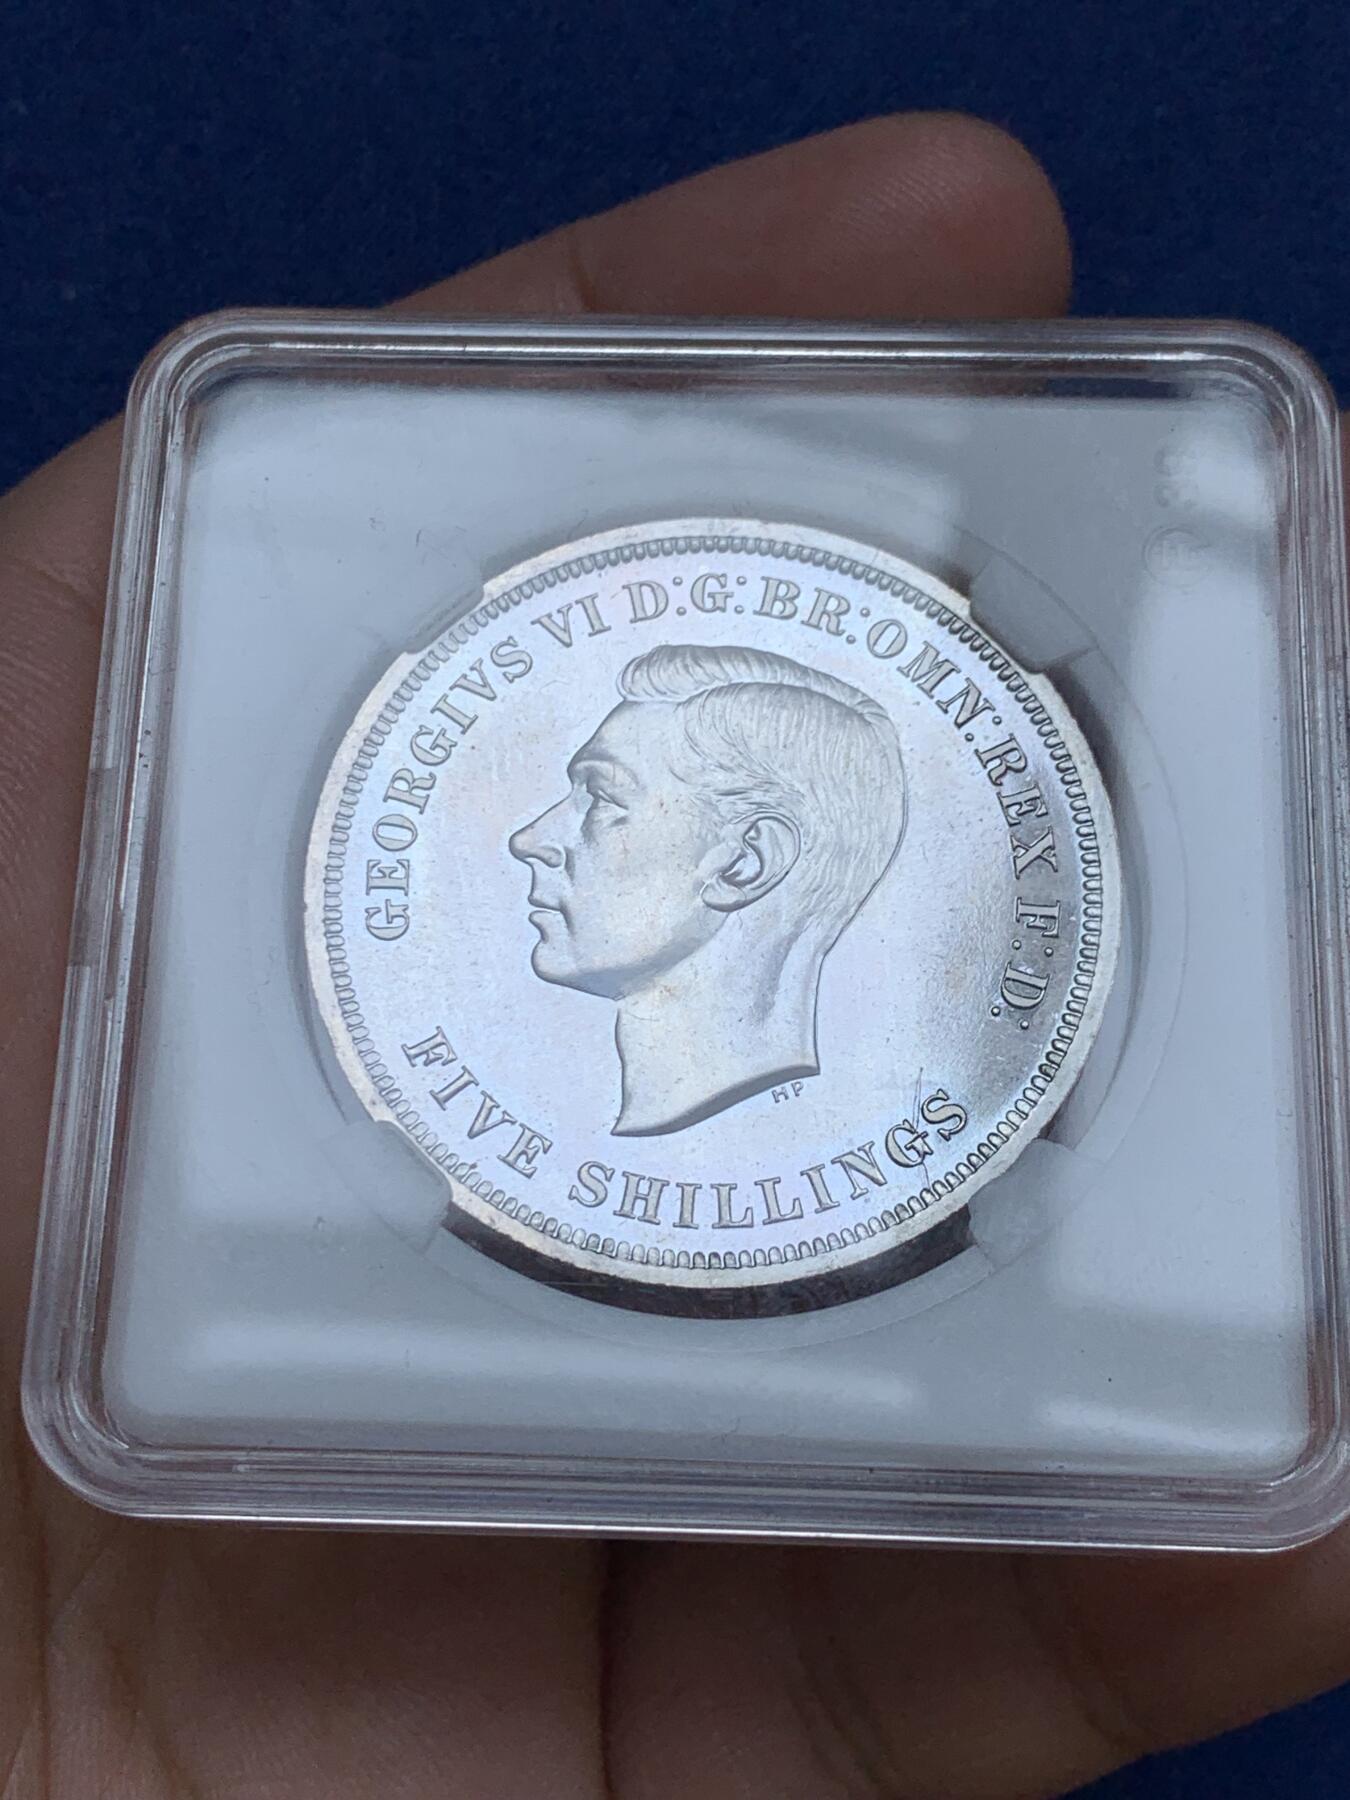 GEORGIVS VI D:G:BR:OMN:REX F:D:
HP
FIVE SHILLINGS